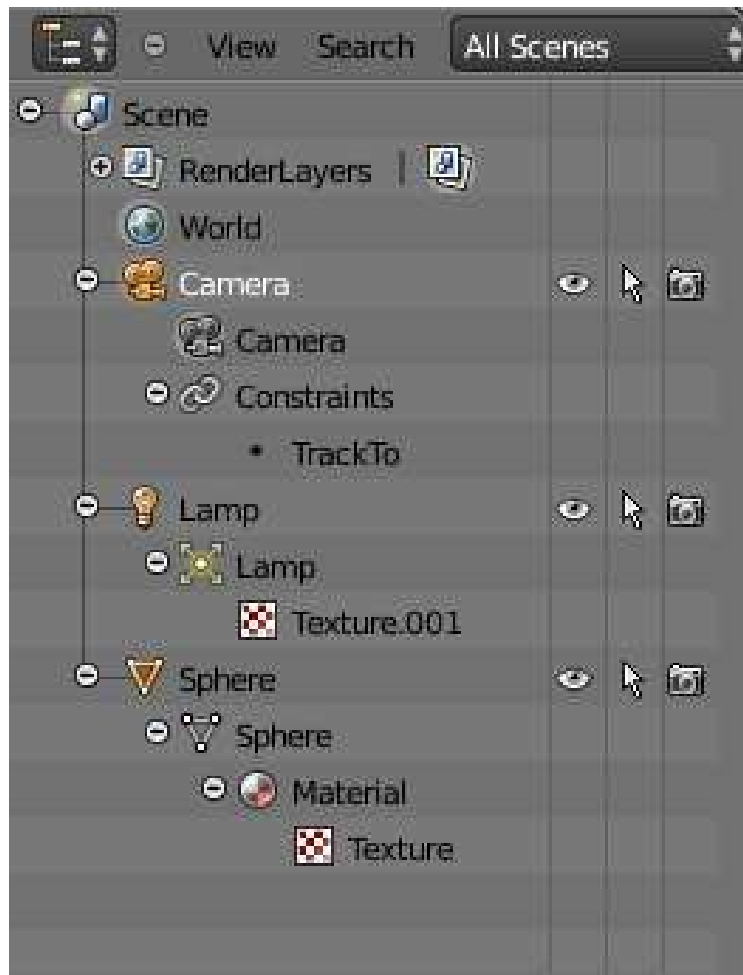 View Search All Scenes
Scene
RenderLayers |
World
Camera
Camera
Constraints
TrackTo
Lamp
Lamp
Texture.001
Sphere
Sphere
Material
Texture